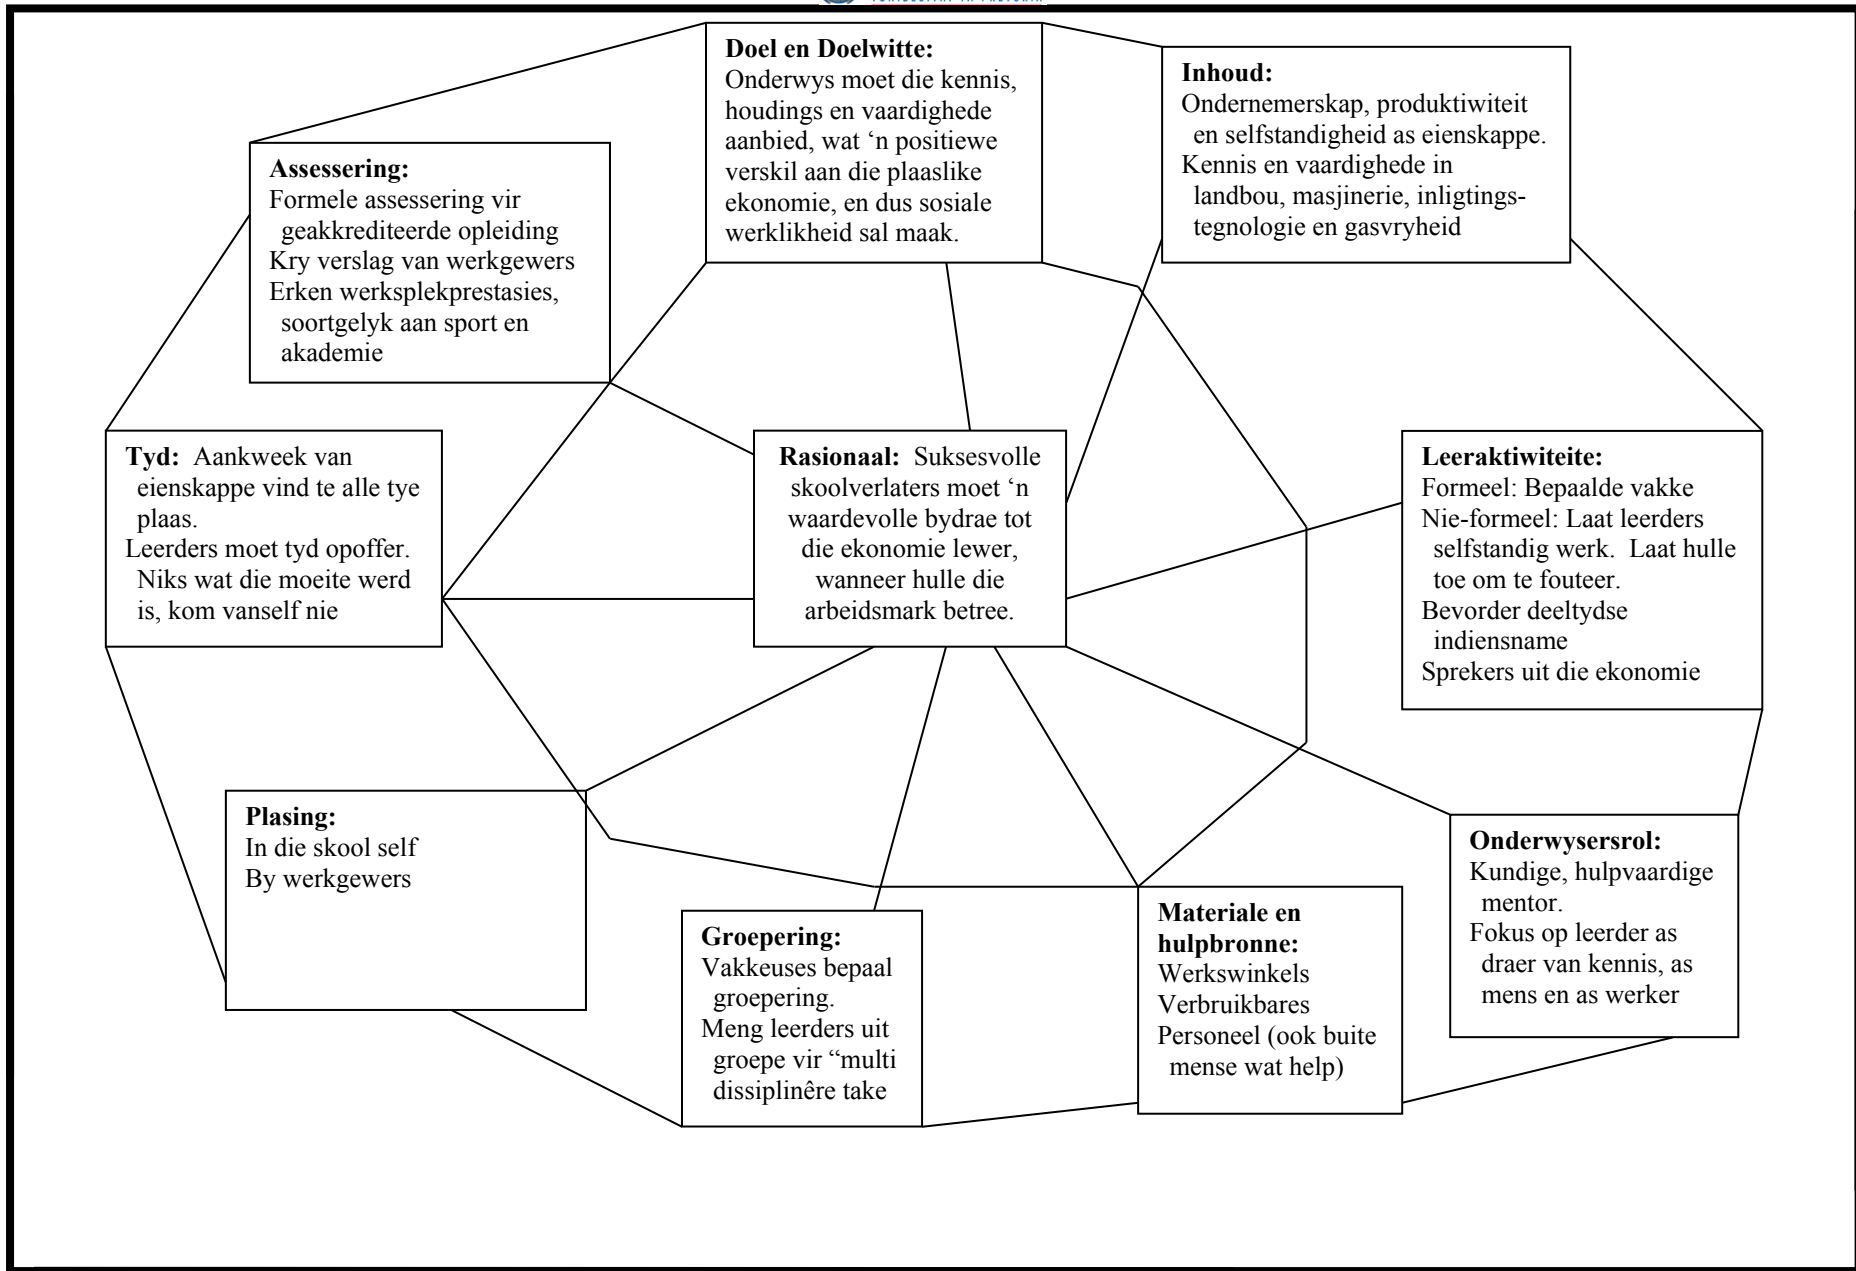 Doel en Doelwitte:
Onderwys moet die kennis,
houdings en vaardighede
aanbied, wat ‘n positiewe
verskil aan die plaaslike
ekonomie, en dus sosiale
werklikheid sal maak.
Inhoud:
Ondernemerskap, produktiwiteit
en selfstandigheid as eienskappe.
Kennis en vaardighede in
landbou, masjinerie, inligtings-
tegnologie en gasvryheid
Assessering:
Formele assessering vir
geakkrediteerde opleiding
Kry verslag van werkgewers
Erken werksplekprestasies,
soortgelyk aan sport en
akademie
Tyd: Aankweek van
eienskappe vind te alle tye
plaas.
Leerders moet tyd opoffer.
Niks wat die moeite werd
is, kom vanself nie
Rasionaal: Suksesvolle
skoolverlaters moet ‘n
waardevolle bydrae tot
die ekonomie lewer,
wanneer hulle die
arbeidsmark betree.
Leeraktiwiteite:
Formeel: Bepaalde vakke
Nie-formeel: Laat leerders
selfstandig werk. Laat hulle
toe om te fouteer.
Bevorder deeltydse
indiensname
Sprekers uit die ekonomie
Plasing:
In die skool self
By werkgewers
Groepering:
Vakkeuses bepaal
groepering.
Meng leerders uit
groepe vir “multi
dissiplinêre take
Materiale en
hulpbronne:
Werkswinkels
Verbruikbares
Personeel (ook buite
mense wat help)
Onderwysersrol:
Kundige, hulpvaardige
mentor.
Fokus op leerder as
draer van kennis, as
mens en as werker